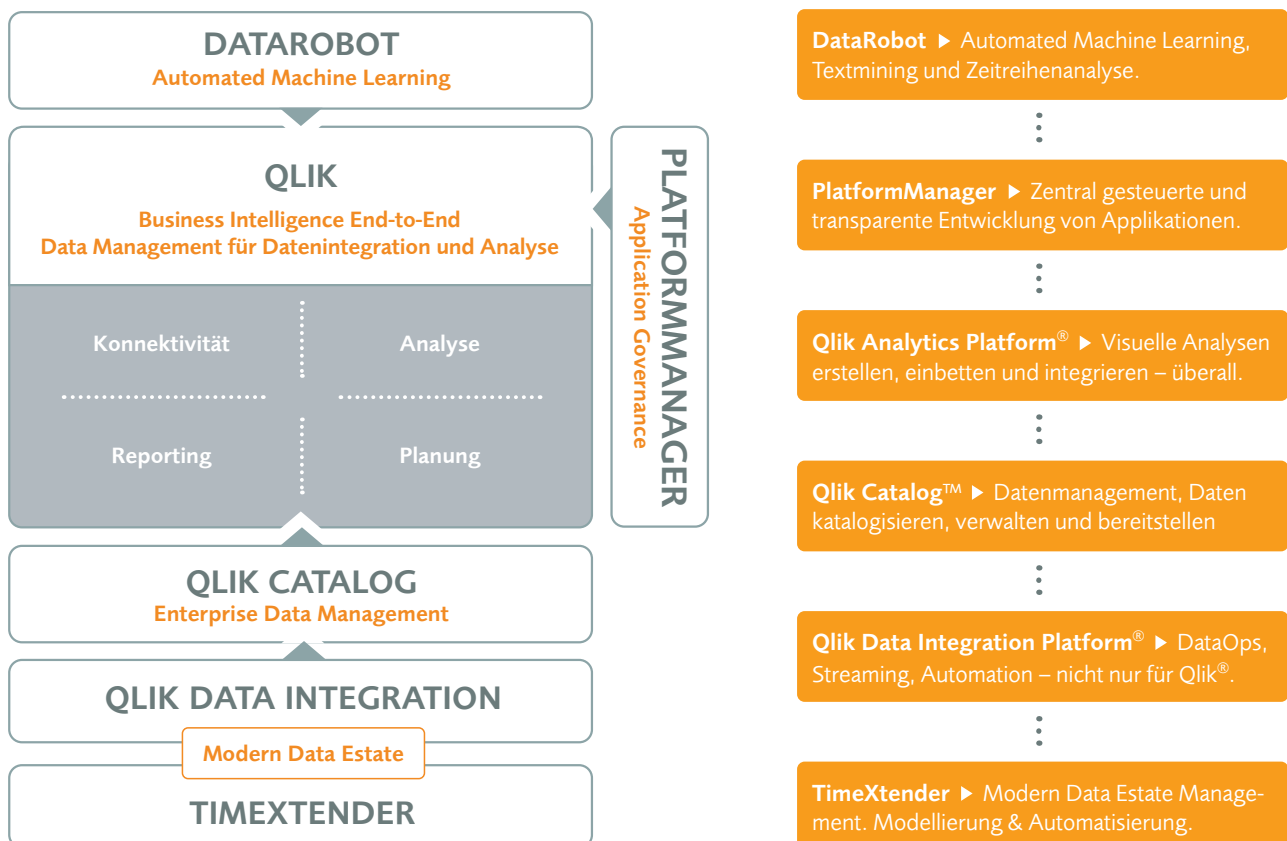 DATAROBOT
Automated Machine Learning
QLIK
Business Intelligence End-to-End
Data Management für Datenintegration und Analyse
Konnektivität
Analyse
Reporting
Planung
PLATFORMMANAGER
Application Governance
QLIK CATALOG
Enterprise Data Management
QLIK DATA INTEGRATION
Modern Data Estate
TIMEXTENDER
DataRobot ▶ Automated Machine Learning,
Textmining und Zeitreihenanalyse.
PlatformManager ▶ Zentral gesteuerte und
transparente Entwicklung von Applikationen.
Qlik Analytics Platform® ▶ Visuelle Analysen
erstellen, einbetten und integrieren – überall.
Qlik Catalog™ ▶ Datenmanagement, Daten
katalogisieren, verwalten und bereitstellen
Qlik Data Integration Platform® ▶ DataOps,
Streaming, Automation – nicht nur für Qlik®.
TimeXtender ▶ Modern Data Estate Manage-
ment. Modellierung & Automatisierung.